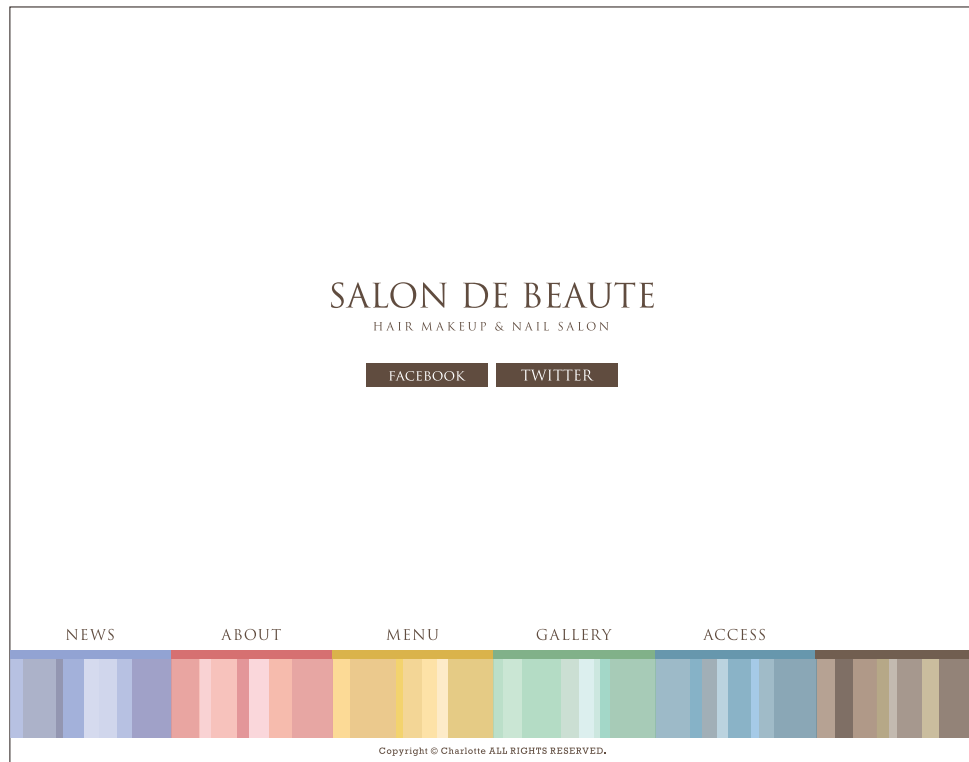 SALON DE BEAUTE
HAIR MAKEUP & NAIL SALON
FACEBOOK TWITTER
NEWS ABOUT MENU GALLERY ACCESS
Copyright © Charlotte ALL RIGHTS RESERVED.